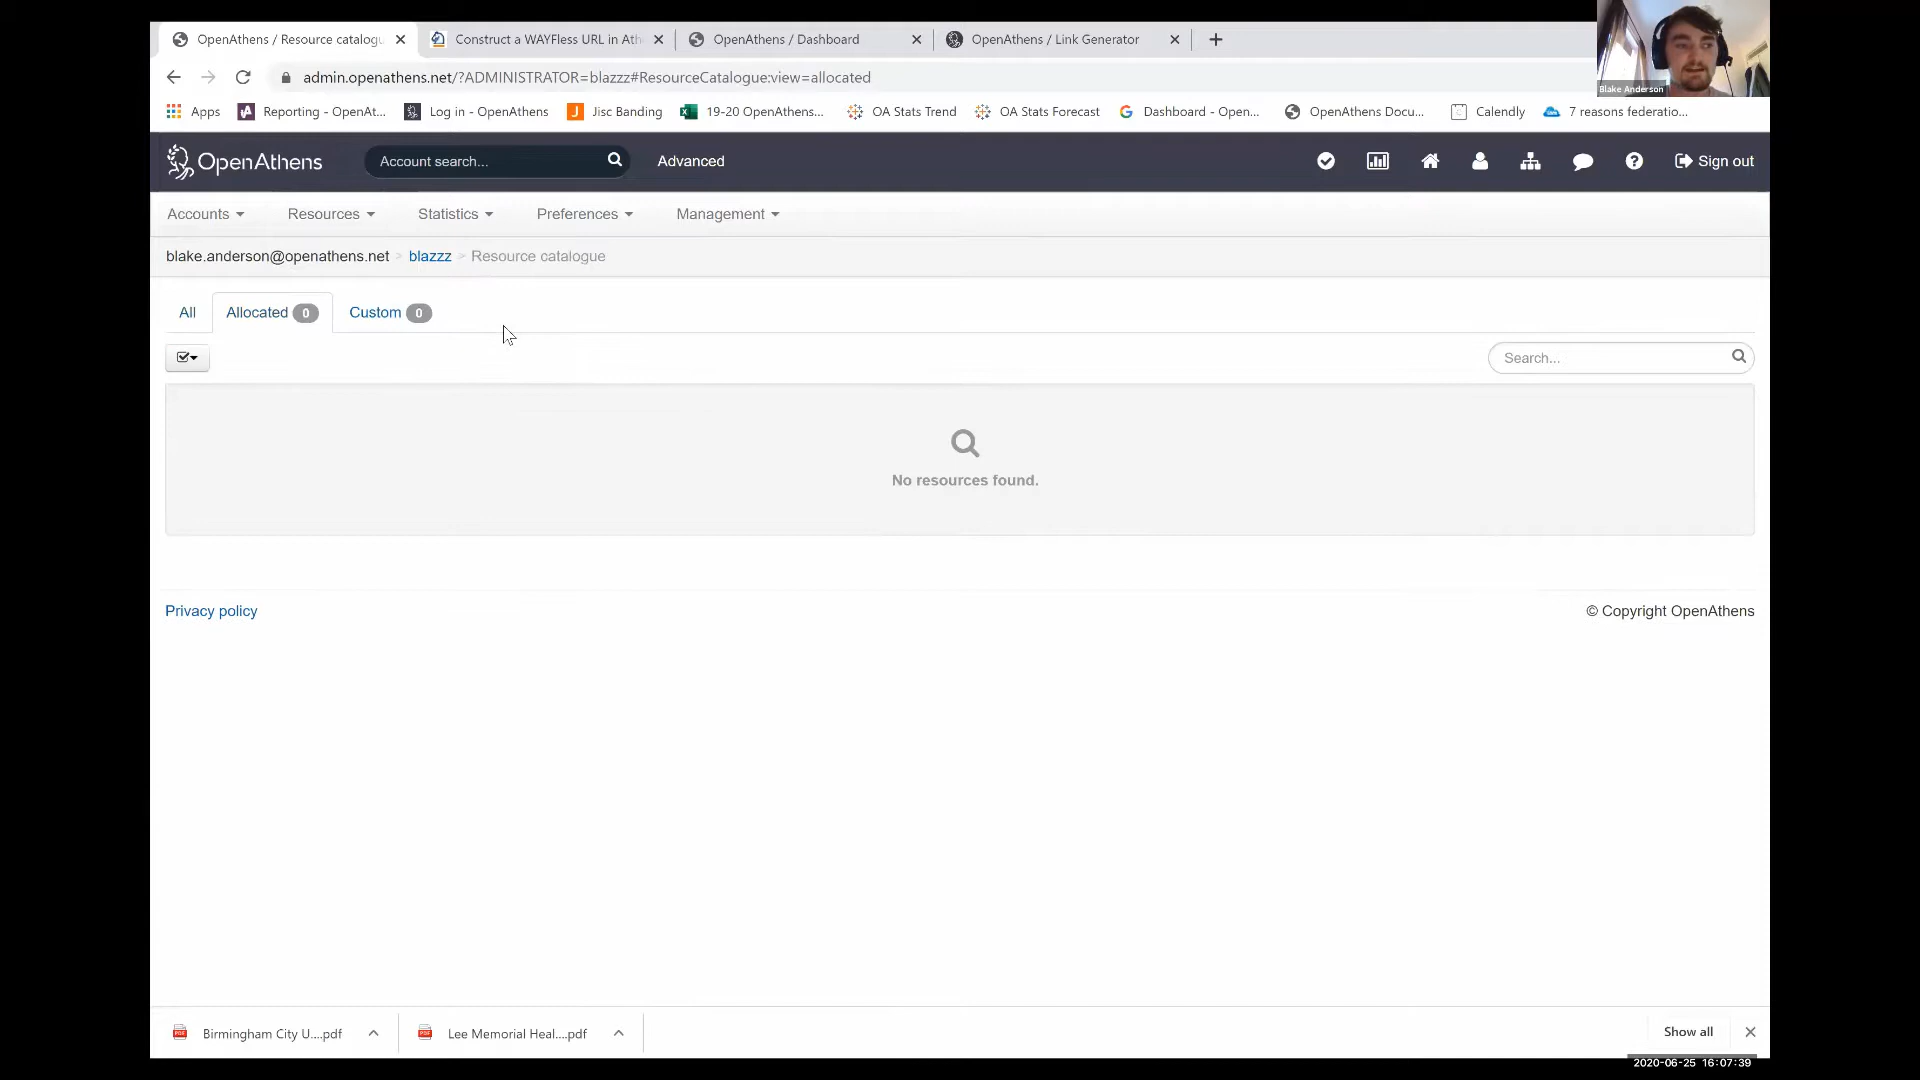 OpenAthens / Resource catalogu
Construct a WAYFless URL in Ath
OpenAthens / Dashboard
OpenAthens / Link Generator
Blake Anderson
admin.openathens.net/?ADMINISTRATOR=blazzz#ResourceCatalogue:view=allocated
Apps
Reporting - OpenAt...
Log in - OpenAthens
Jisc Banding
19-20 OpenAthens...
OA Stats Trend
OA Stats Forecast
Dashboard - Open...
OpenAthens Docu...
Calendly
7 reasons federatio...
OpenAthens
Account search...
Advanced
Sign out
Accounts
Resources
Statistics
Preferences
Management
blake.anderson@openathens.net > blazzz > Resource catalogue
All
Allocated 0
Custom 0
Search...
No resources found.
Privacy policy
© Copyright OpenAthens
Birmingham City U....pdf
Lee Memorial Heal....pdf
Show all
2020-06-25 16:07:39